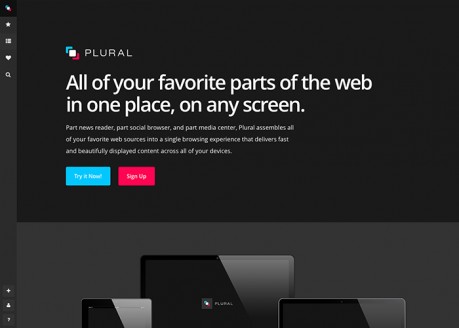 PLURAL
All of your favorite parts of the web
in one place, on any screen.
Part news reader, part social browser, and part media center, Plural assembles all
of your favorite web sources into a single browsing experience that delivers fast
and beautifully displayed content across all of your devices.
Try it Now!
Sign Up
PLURAL
?